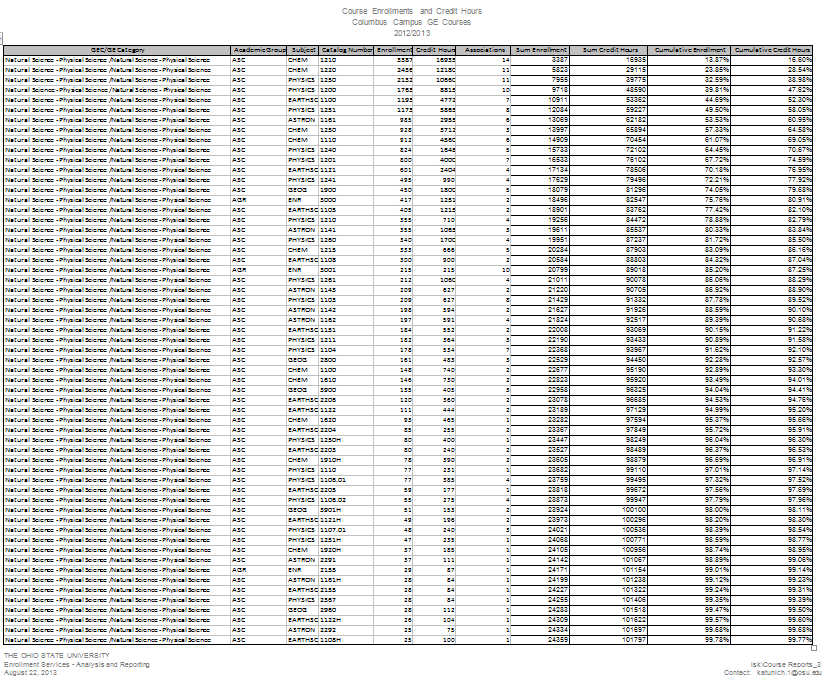 Course Enrollments and Credit Hours
Columbus Campus GE Courses
2012/2013
GEC/GE Category AcademicGroup Subject Catalog Number Enrollment Credit Hours Associations Sum Enrollment Sum Credit Hours Cumulative Enrollment Cumulative Credit Hours
Natural Science - Physical Science /Natural Science - Physical Science ASC CHEM 1210 3387 16935 14 3387 16935 13.87% 16.60%
Natural Science - Physical Science /Natural Science - Physical Science ASC CHEM 1220 2436 12180 11 5823 29115 23.85% 28.54%
Natural Science - Physical Science /Natural Science - Physical Science ASC PHYSICS 1250 2132 10660 11 7955 39775 32.59% 38.98%
Natural Science - Physical Science /Natural Science - Physical Science ASC PHYSICS 1200 1763 8815 10 9718 48590 39.81% 47.62%
Natural Science - Physical Science /Natural Science - Physical Science ASC EARTHSC 1100 1193 4772 7 10911 53362 44.69% 52.30%
Natural Science - Physical Science /Natural Science - Physical Science ASC PHYSICS 1251 1173 5865 8 12084 59227 49.50% 58.05%
Natural Science - Physical Science /Natural Science - Physical Science ASC ASTRON 1161 985 2955 6 13069 62182 53.53% 60.95%
Natural Science - Physical Science /Natural Science - Physical Science ASC CHEM 1250 928 3712 3 13997 65894 57.33% 64.58%
Natural Science - Physical Science /Natural Science - Physical Science ASC CHEM 1110 912 4560 6 14909 70454 61.07% 69.05%
Natural Science - Physical Science /Natural Science - Physical Science ASC PHYSICS 1240 824 1648 5 15733 72102 64.45% 70.67%
Natural Science - Physical Science /Natural Science - Physical Science ASC PHYSICS 1201 800 4000 7 16533 76102 67.72% 74.59%
Natural Science - Physical Science /Natural Science - Physical Science ASC EARTHSC 1121 601 2404 4 17134 78506 70.18% 76.95%
Natural Science - Physical Science /Natural Science - Physical Science ASC PHYSICS 1241 495 990 4 17629 79496 72.21% 77.92%
Natural Science - Physical Science /Natural Science - Physical Science ASC GEOG 1900 450 1800 5 18079 81296 74.05% 79.68%
Natural Science - Physical Science /Natural Science - Physical Science AGR ENR 3000 417 1251 2 18496 82547 75.76% 80.91%
Natural Science - Physical Science /Natural Science - Physical Science ASC EARTHSC 1105 405 1215 2 18901 83762 77.42% 82.10%
Natural Science - Physical Science /Natural Science - Physical Science ASC PHYSICS 1210 355 710 4 19256 84472 78.88% 82.79%
Natural Science - Physical Science /Natural Science - Physical Science ASC ASTRON 1141 355 1065 3 19611 85537 80.33% 83.84%
Natural Science - Physical Science /Natural Science - Physical Science ASC PHYSICS 1260 340 1700 4 19951 87237 81.72% 85.50%
Natural Science - Physical Science /Natural Science - Physical Science ASC CHEM 1215 333 666 5 20284 87903 83.09% 86.16%
Natural Science - Physical Science /Natural Science - Physical Science ASC EARTHSC 1108 300 900 2 20584 88803 84.32% 87.04%
Natural Science - Physical Science /Natural Science - Physical Science AGR ENR 3001 215 215 10 20799 89018 85.20% 87.25%
Natural Science - Physical Science /Natural Science - Physical Science ASC PHYSICS 1261 212 1060 4 21011 90078 86.06% 88.29%
Natural Science - Physical Science /Natural Science - Physical Science ASC ASTRON 1143 209 627 2 21220 90705 86.92% 88.90%
Natural Science - Physical Science /Natural Science - Physical Science ASC PHYSICS 1103 209 627 8 21429 91332 87.78% 89.52%
Natural Science - Physical Science /Natural Science - Physical Science ASC ASTRON 1142 198 594 2 21627 91926 88.59% 90.10%
Natural Science - Physical Science /Natural Science - Physical Science ASC ASTRON 1162 197 591 4 21824 92517 89.39% 90.68%
Natural Science - Physical Science /Natural Science - Physical Science ASC EARTHSC 1151 184 552 2 22008 93069 90.15% 91.22%
Natural Science - Physical Science /Natural Science - Physical Science ASC PHYSICS 1211 182 364 3 22190 93433 90.89% 91.58%
Natural Science - Physical Science /Natural Science - Physical Science ASC PHYSICS 1104 178 534 7 22368 93967 91.62% 92.10%
Natural Science - Physical Science /Natural Science - Physical Science ASC GEOG 2800 161 483 3 22529 94450 92.28% 92.57%
Natural Science - Physical Science /Natural Science - Physical Science ASC CHEM 1100 148 740 2 22677 95190 92.89% 93.30%
Natural Science - Physical Science /Natural Science - Physical Science ASC CHEM 1610 146 730 2 22823 95920 93.49% 94.01%
Natural Science - Physical Science /Natural Science - Physical Science ASC GEOG 3900 135 405 3 22958 96325 94.04% 94.41%
Natural Science - Physical Science /Natural Science - Physical Science ASC EARTHSC 2206 120 360 2 23078 96685 94.53% 94.76%
Natural Science - Physical Science /Natural Science - Physical Science ASC EARTHSC 1122 111 444 2 23189 97129 94.99% 95.20%
Natural Science - Physical Science /Natural Science - Physical Science ASC CHEM 1620 93 465 1 23282 97594 95.37% 95.66%
Natural Science - Physical Science /Natural Science - Physical Science ASC EARTHSC 2204 85 255 2 23367 97849 95.72% 95.91%
Natural Science - Physical Science /Natural Science - Physical Science ASC PHYSICS 1250H 80 400 1 23447 98249 96.04% 96.30%
Natural Science - Physical Science /Natural Science - Physical Science ASC EARTHSC 2203 80 240 2 23527 98489 96.37% 96.53%
Natural Science - Physical Science /Natural Science - Physical Science ASC CHEM 1910H 78 390 2 23605 98879 96.69% 96.91%
Natural Science - Physical Science /Natural Science - Physical Science ASC PHYSICS 1110 77 231 1 23682 99110 97.01% 97.14%
Natural Science - Physical Science /Natural Science - Physical Science ASC PHYSICS 1106.01 77 385 4 23759 99495 97.32% 97.52%
Natural Science - Physical Science /Natural Science - Physical Science ASC EARTHSC 2205 59 177 1 23818 99672 97.56% 97.69%
Natural Science - Physical Science /Natural Science - Physical Science ASC PHYSICS 1106.02 55 275 4 23873 99947 97.79% 97.96%
Natural Science - Physical Science /Natural Science - Physical Science ASC GEOG 3901H 51 153 2 23924 100100 98.00% 98.11%
Natural Science - Physical Science /Natural Science - Physical Science ASC EARTHSC 1121H 49 196 2 23973 100296 98.20% 98.30%
Natural Science - Physical Science /Natural Science - Physical Science ASC PHYSICS 1107.01 48 240 3 24021 100536 98.39% 98.54%
Natural Science - Physical Science /Natural Science - Physical Science ASC PHYSICS 1251H 47 235 1 24068 100771 98.59% 98.77%
Natural Science - Physical Science /Natural Science - Physical Science ASC CHEM 1920H 37 185 1 24105 100956 98.74% 98.95%
Natural Science - Physical Science /Natural Science - Physical Science ASC ASTRON 2291 37 111 1 24142 101067 98.89% 99.06%
Natural Science - Physical Science /Natural Science - Physical Science AGR ENR 2155 29 87 1 24171 101154 99.01% 99.14%
Natural Science - Physical Science /Natural Science - Physical Science ASC ASTRON 1161H 28 84 1 24199 101238 99.12% 99.23%
Natural Science - Physical Science /Natural Science - Physical Science ASC EARTHSC 2155 28 84 1 24227 101322 99.24% 99.31%
Natural Science - Physical Science /Natural Science - Physical Science ASC PHYSICS 2367 28 84 1 24255 101406 99.35% 99.39%
Natural Science - Physical Science /Natural Science - Physical Science ASC GEOG 2960 28 112 1 24283 101518 99.47% 99.50%
Natural Science - Physical Science /Natural Science - Physical Science ASC EARTHSC 1122H 26 104 1 24309 101622 99.57% 99.60%
Natural Science - Physical Science /Natural Science - Physical Science ASC ASTRON 2292 25 75 1 24334 101697 99.68% 99.68%
Natural Science - Physical Science /Natural Science - Physical Science ASC EARTHSC 1108H 25 100 1 24359 101797 99.78% 99.77%
THE OHIO STATE UNIVERSITY
Enrollment Services - Analysis and Reporting lsk\Course Reports_3
August 22, 2013 Contact: katunich.1@osu.edu